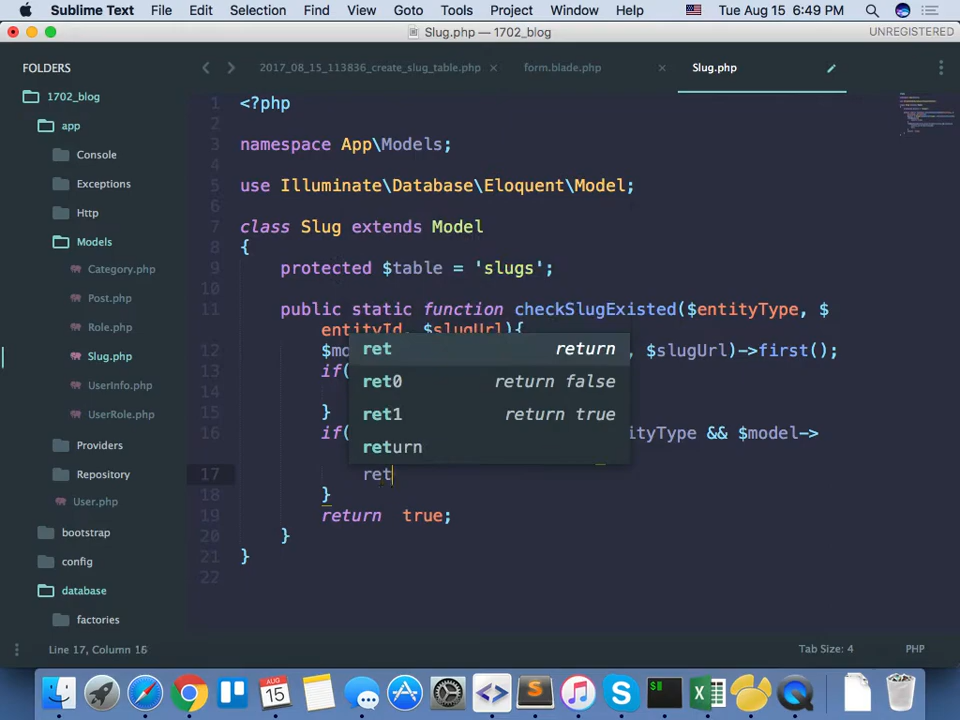 Sublime Text File Edit Selection Find View Goto Tools Project Window Help Tue Aug 15 6:49 PM
Slug.php — 1702_blog UNREGISTERED
FOLDERS
1702_blog
app
Console
Exceptions
Http
Models
Category.php
Post.php
Role.php
Slug.php
UserInfo.php
UserRole.php
Providers
Repository
User.php
bootstrap
config
database
factories
2017_08_15_113836_create_slug_table.php form.blade.php Slug.php
1 <?php
2
3 namespace App\Models;
4
5 use Illuminate\Database\Eloquent\Model;
6
7 class Slug extends Model
8 {
9 protected $table = 'slugs';
10
11 public static function checkSlugExisted($entityType, $
entityId, $slugUrl){
12 $mo , $slugUrl)->first();
13 if(
14
15 }
16 if( ityType && $model->
17 ret
18 }
19 return true;
20 }
21 }
22
ret return
ret0 return false
ret1 return true
return
Line 17, Column 16 Tab Size: 4 PHP
AUG
15